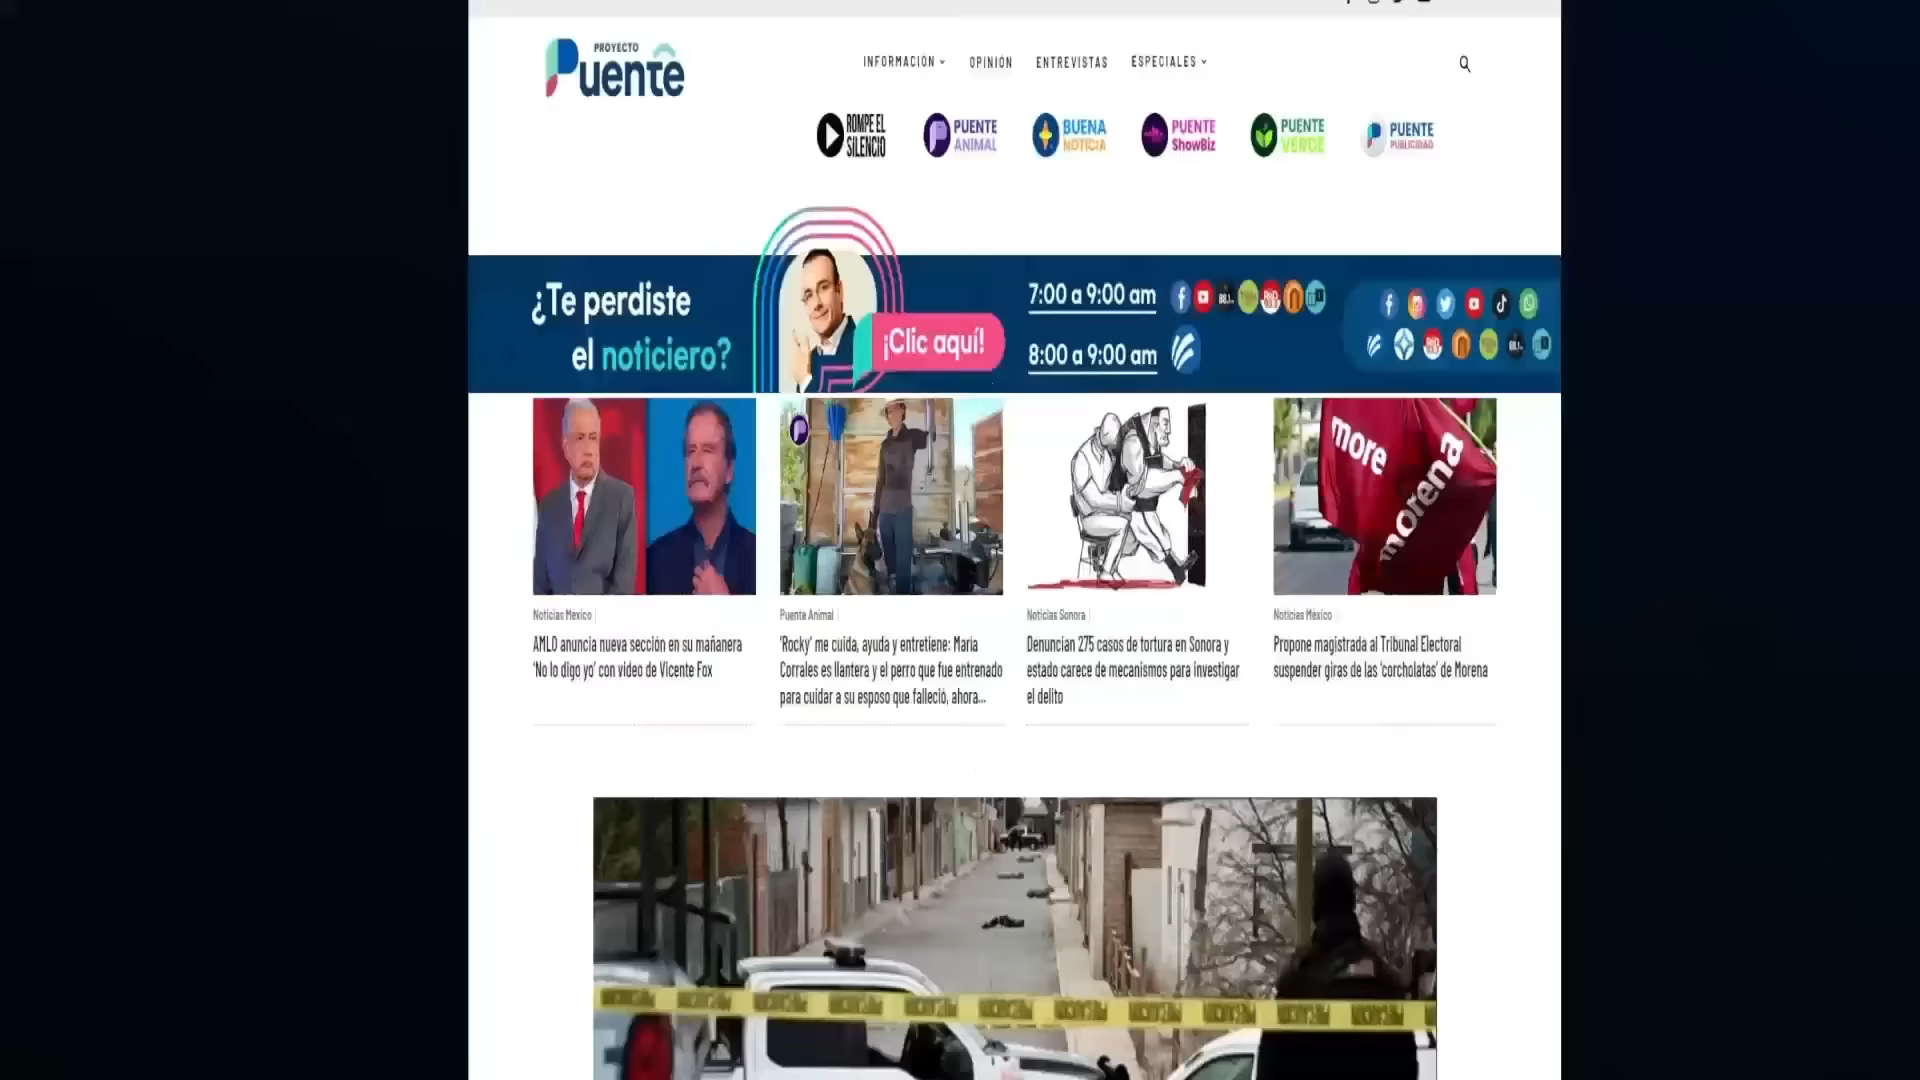 PROYECTO
Puente
INFORMACIÓN
OPINIÓN
ENTREVISTAS
ESPECIALES
ROMPE EL
SILENCIO
PUENTE
ANIMAL
BUENA
NOTICIA
PUENTE
ShowBiz
PUENTE
VERDE
PUENTE
PUBLICIDAD
¿Te perdiste
el noticiero?
¡Clic aquí!
7:00 a 9:00 am
8:00 a 9:00 am
more
morena
Noticias México
AMLO anuncia nueva sección en su mañanera
'No lo digo yo' con video de Vicente Fox
Puente Animal
'Rocky' me cuida, ayuda y entretiene: María
Corrales es llantera y el perro que fue entrenado
para cuidar a su esposo que falleció, ahora...
Noticias Sonora
Denuncian 275 casos de tortura en Sonora y
estado carece de mecanismos para investigar
el delito
Noticias México
Propone magistrada al Tribunal Electoral
suspender giras de las 'corcholatas' de Morena